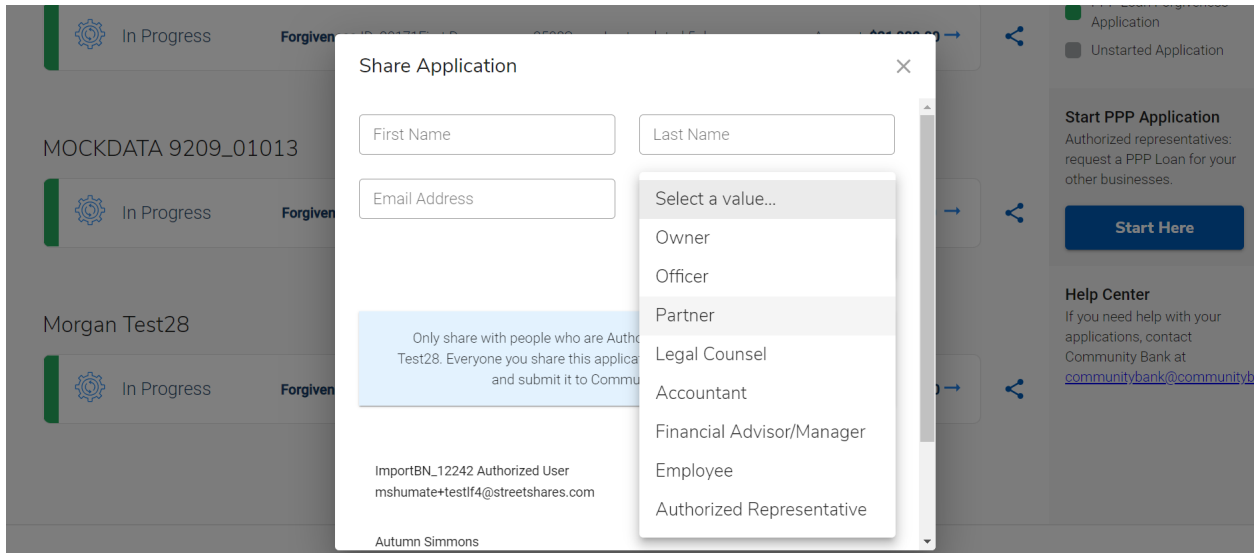 In Progress
Forgiven
Share Application
First Name
Last Name
Email Address
Select a value...
Owner
Officer
Partner
Legal Counsel
Accountant
Financial Advisor/Manager
Employee
Authorized Representative
Only share with people who are Autho
Test28. Everyone you share this applica
and submit it to Commu
ImportBN_12242 Authorized User
mshumate+testlf4@streetshares.com
Autumn Simmons
MOCKDATA 9209_01013
In Progress
Forgiven
Morgan Test28
In Progress
Forgiven
Application
Unstarted Application
Start PPP Application
Authorized representatives:
request a PPP Loan for your
other businesses.
Start Here
Help Center
If you need help with your
applications, contact
Community Bank at
communitybank@communityb